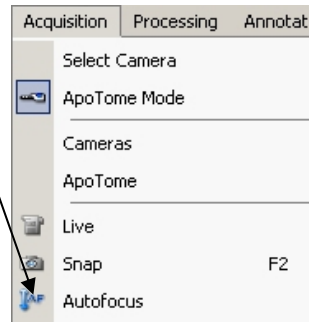 Acquisition Processing Annotat
Select Camera
ApoTome Mode
Cameras
ApoTome
Live
Snap F2
AF Autofocus